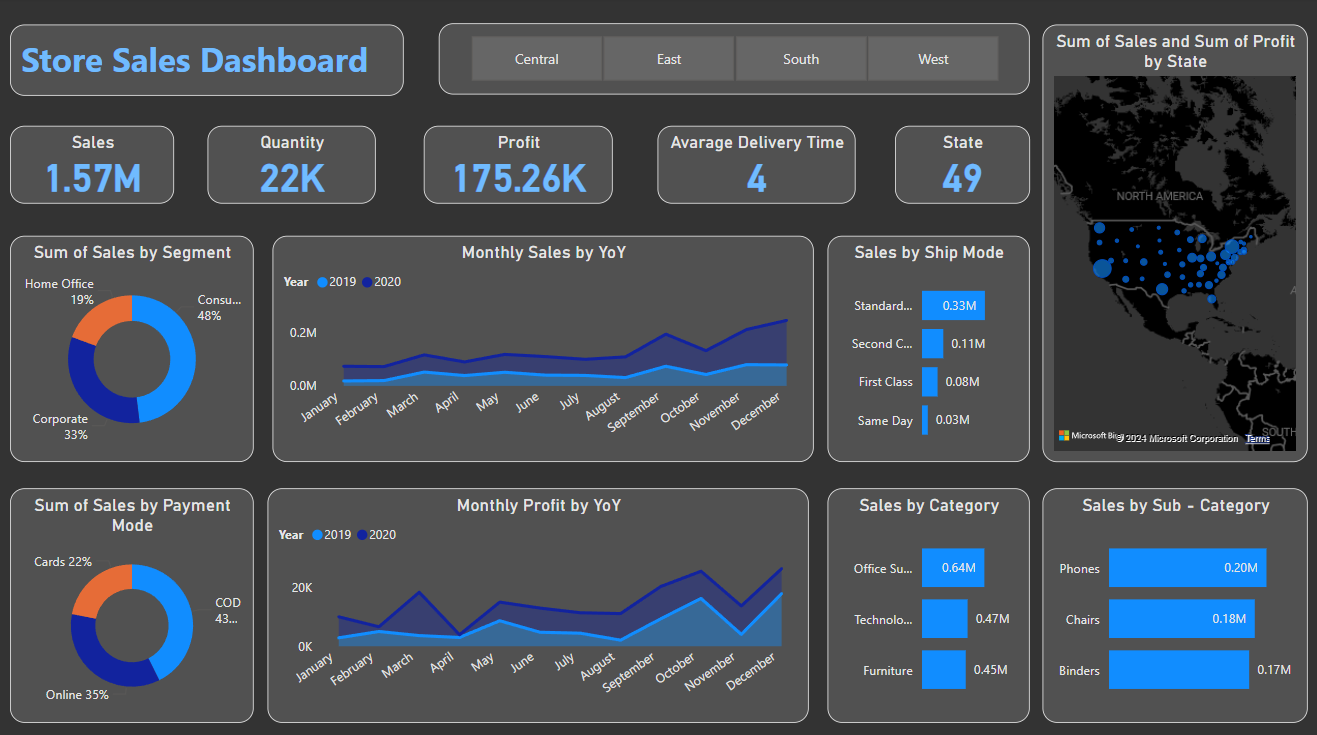 Store Sales Dashboard
Central
East
South
West
Sum of Sales and Sum of Profit
by State
Sales
1.57M
Quantity
22K
Profit
175.26K
Avarage Delivery Time
4
State
49
NORTH AMERICA
SOUTH
A
Microsoft Bing
© 2024 Microsoft Corporation
Terms
Sum of Sales by Segment
Home Office
19%
Consu...
48%
Corporate
33%
Monthly Sales by YoY
Year 2019 2020
0.2M
0.0M
January
February
March
April
May
June
July
August
September
October
November
December
Sales by Ship Mode
Standard... 0.33M
Second C... 0.11M
First Class 0.08M
Same Day 0.03M
Sum of Sales by Payment
Mode
Cards 22%
COD
43...
Online 35%
Monthly Profit by YoY
Year 2019 2020
20K
0K
January
February
March
April
May
June
July
August
September
October
November
December
Sales by Category
Office Su... 0.64M
Technolo... 0.47M
Furniture 0.45M
Sales by Sub - Category
Phones 0.20M
Chairs 0.18M
Binders 0.17M